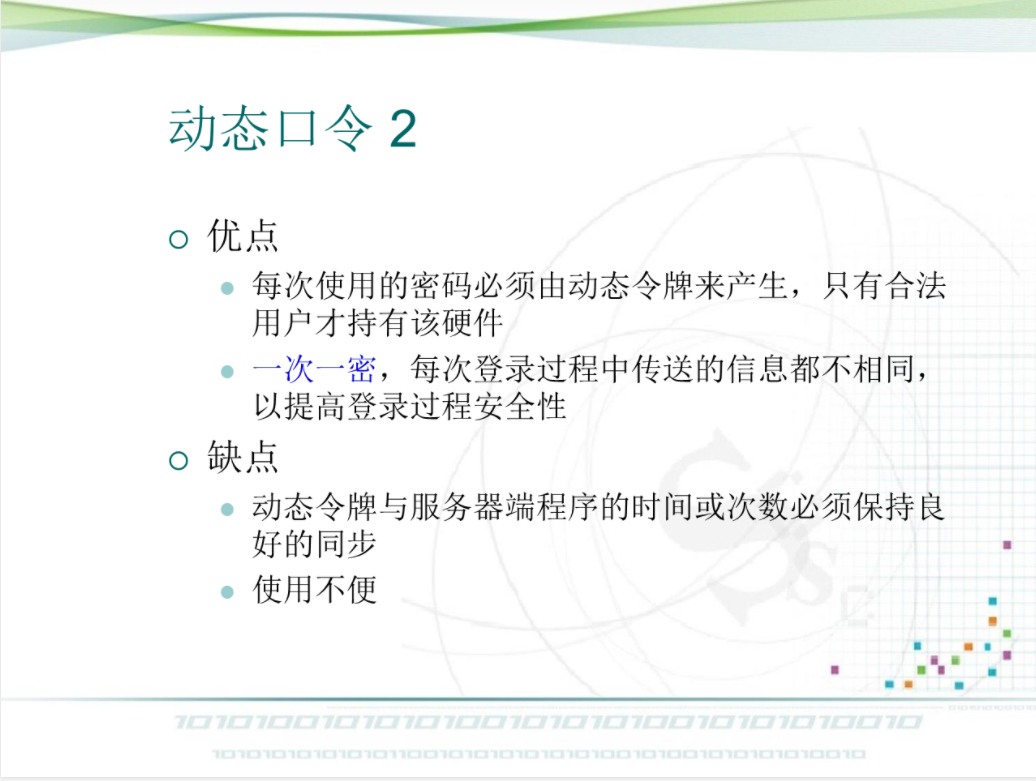 动态口令 2
优点
每次使用的密码必须由动态令牌来产生，只有合法
用户才持有该硬件
一次一密，每次登录过程中传送的信息都不相同，
以提高登录过程安全性
缺点
动态令牌与服务器端程序的时间或次数必须保持良
好的同步
使用不便